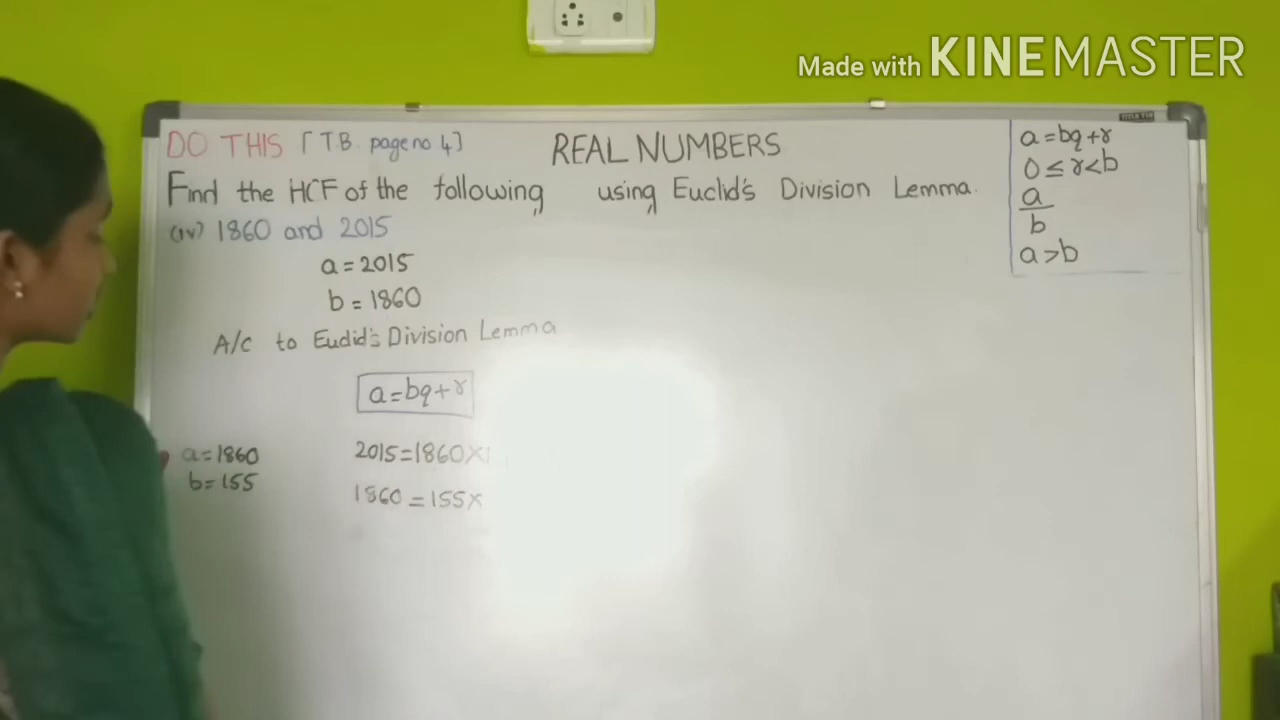 Made with KINEMASTER
DO THIS [T.B. page no 4] REAL NUMBERS
Find the HCF of the following using Euclid's Division Lemma.
(iv) 1860 and 2015
a = 2015
b = 1860
A/c to Euclid's Division Lemma
a = bq + r
a = 1860 2015 = 1860 × 1
b = 155
1860 = 155 ×
a = bq + r
0 ≤ r < b
a
b
a > b